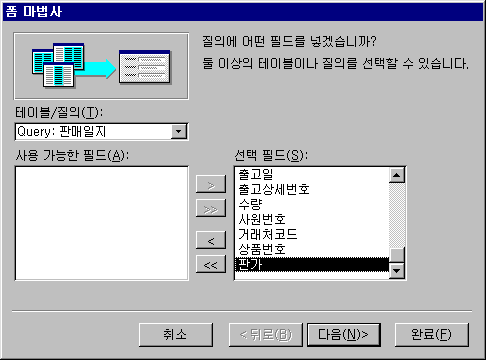 폼 마법사
질의에 어떤 필드를 넣겠습니까?
둘 이상의 테이블이나 질의를 선택할 수 있습니다.
테이블/질의(T):
Query: 판매일지
사용 가능한 필드(A):
선택 필드(S):
출고일
출고상세번호
수량
사원번호
거래처코드
상품번호
판가
>
>>
<
<<
취소
< 뒤로(B)
다음(N)>
완료(F)